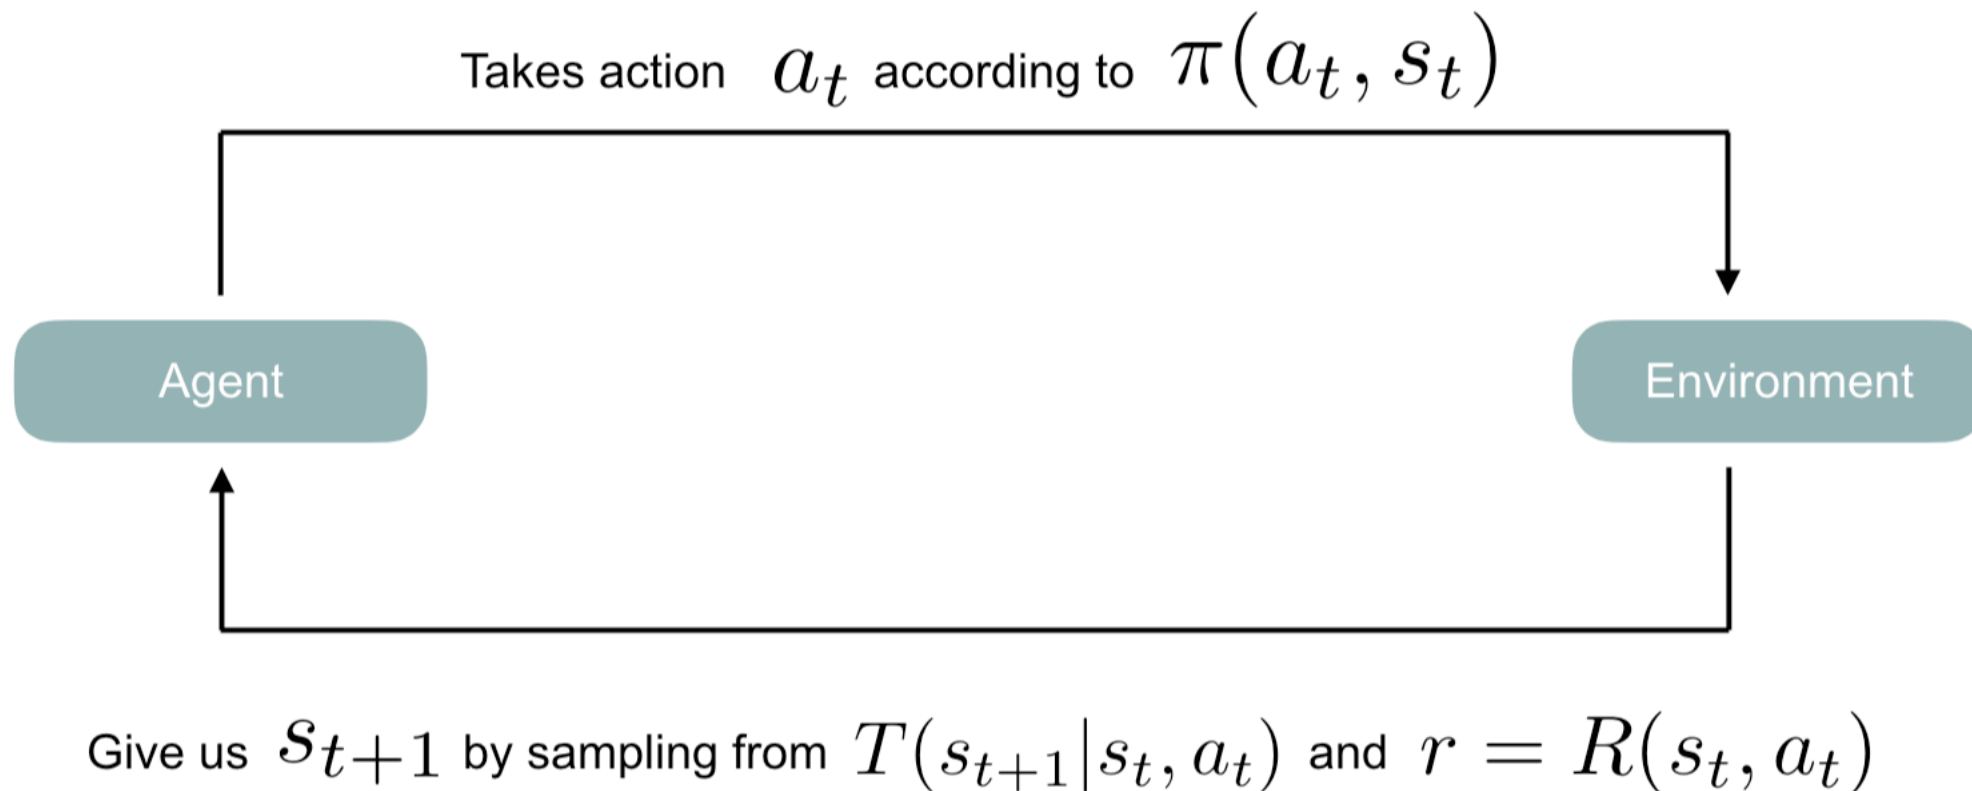 Takes action $a_t$ according to $\pi(a_t, s_t)$
Agent
Environment
Give us $s_{t+1}$ by sampling from $T(s_{t+1}|s_t, a_t)$ and $r = R(s_t, a_t)$